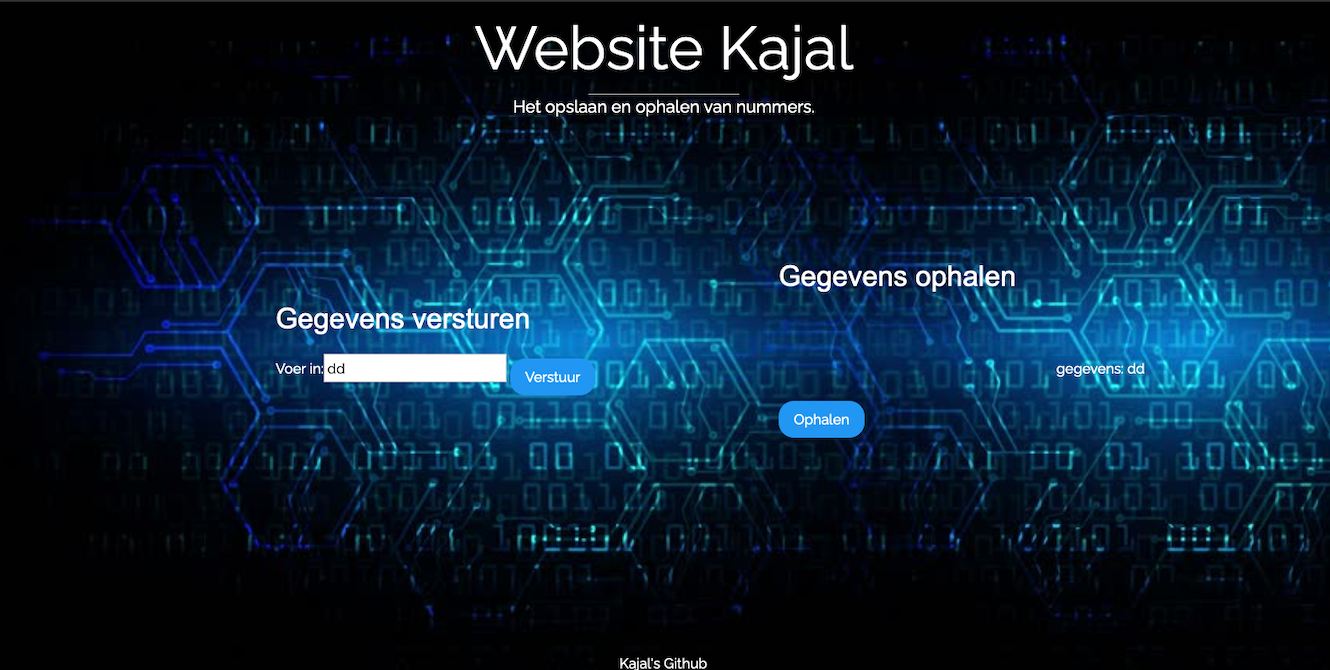 Website Kajal
Het opslaan en ophalen van nummers.
Gegevens versturen
Voer in: dd Verstuur
Gegevens ophalen
gegevens: dd
Ophalen
Kajal's Github